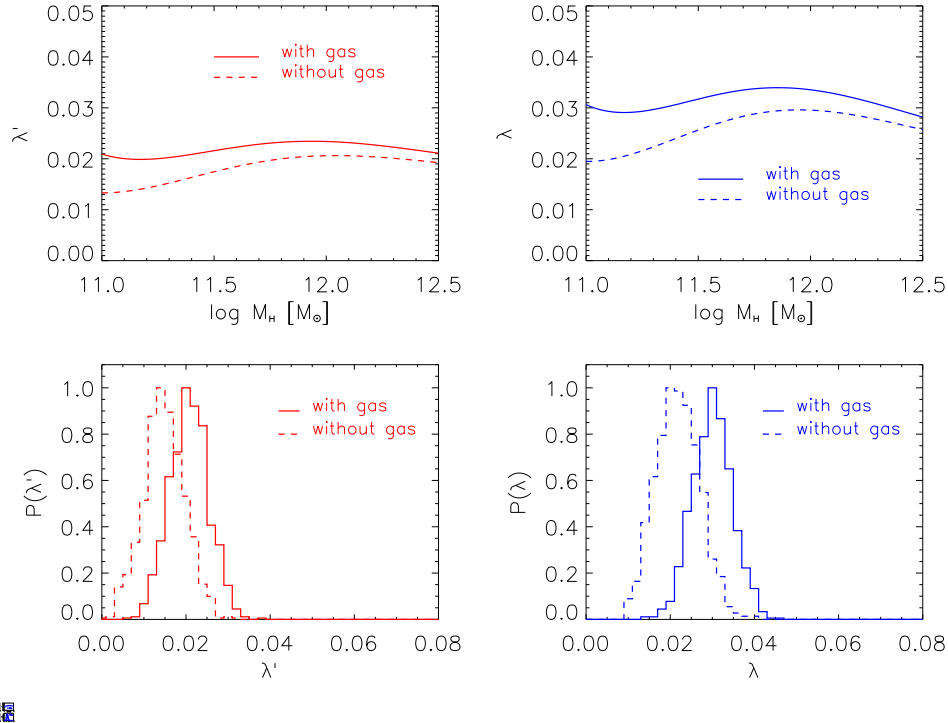 0.05
0.04
0.03
0.02
0.01
0.00
λ'
with gas
without gas
11.0 11.5 12.0 12.5
log M_H [M_⊙]
0.05
0.04
0.03
0.02
0.01
0.00
λ
with gas
without gas
11.0 11.5 12.0 12.5
log M_H [M_⊙]
1.0
0.8
0.6
0.4
0.2
0.0
P(λ')
with gas
without gas
0.00 0.02 0.04 0.06 0.08
λ'
1.0
0.8
0.6
0.4
0.2
0.0
P(λ)
with gas
without gas
0.00 0.02 0.04 0.06 0.08
λ